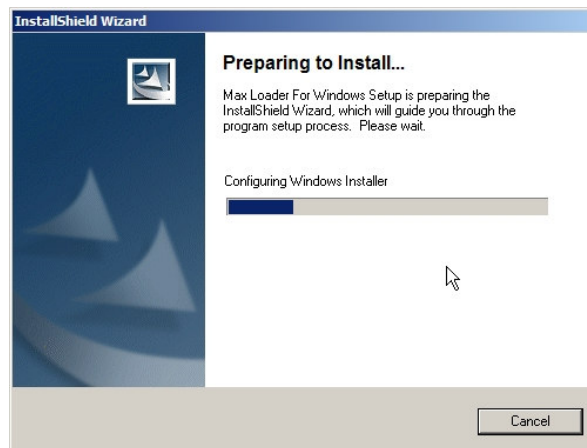 InstallShield Wizard
Preparing to Install...
Max Loader For Windows Setup is preparing the
InstallShield Wizard, which will guide you through the
program setup process. Please wait.
Configuring Windows Installer
Cancel